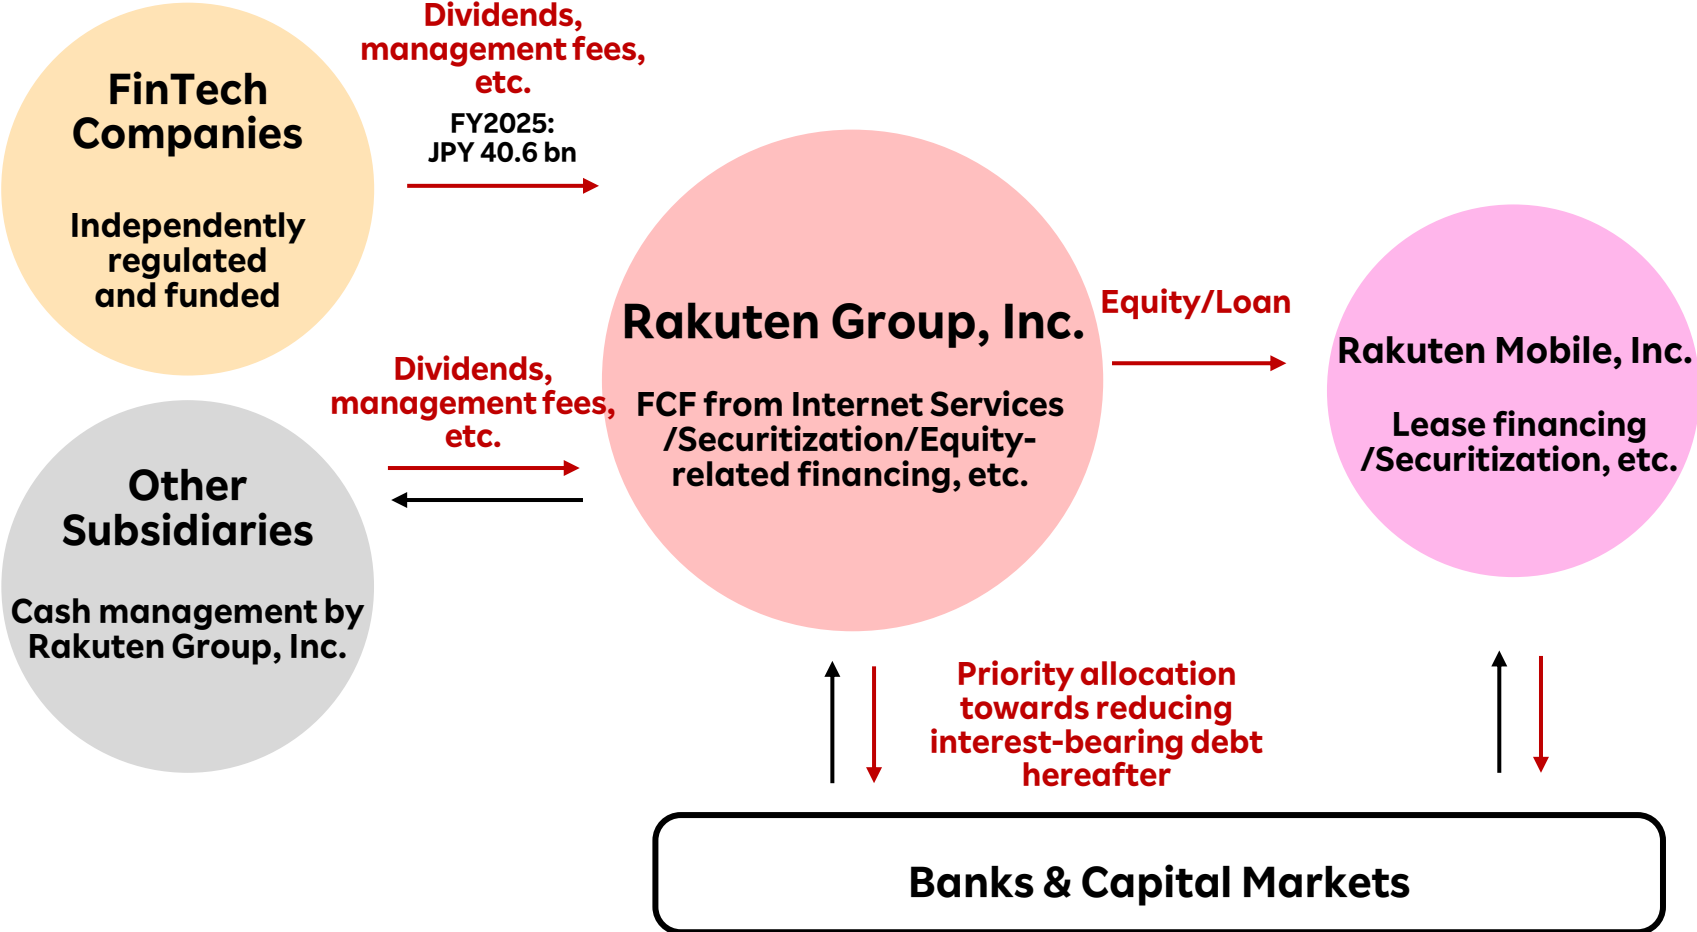 FinTech
Companies
Independently
regulated
and funded
Dividends,
management fees,
etc.
FY2025:
JPY 40.6 bn
Other
Subsidiaries
Cash management by
Rakuten Group, Inc.
Dividends,
management fees,
etc.
Rakuten Group, Inc.
FCF from Internet Services
/Securitization/Equity-
related financing, etc.
Equity/Loan
Rakuten Mobile, Inc.
Lease financing
/Securitization, etc.
Priority allocation
towards reducing
interest-bearing debt
hereafter
Banks & Capital Markets